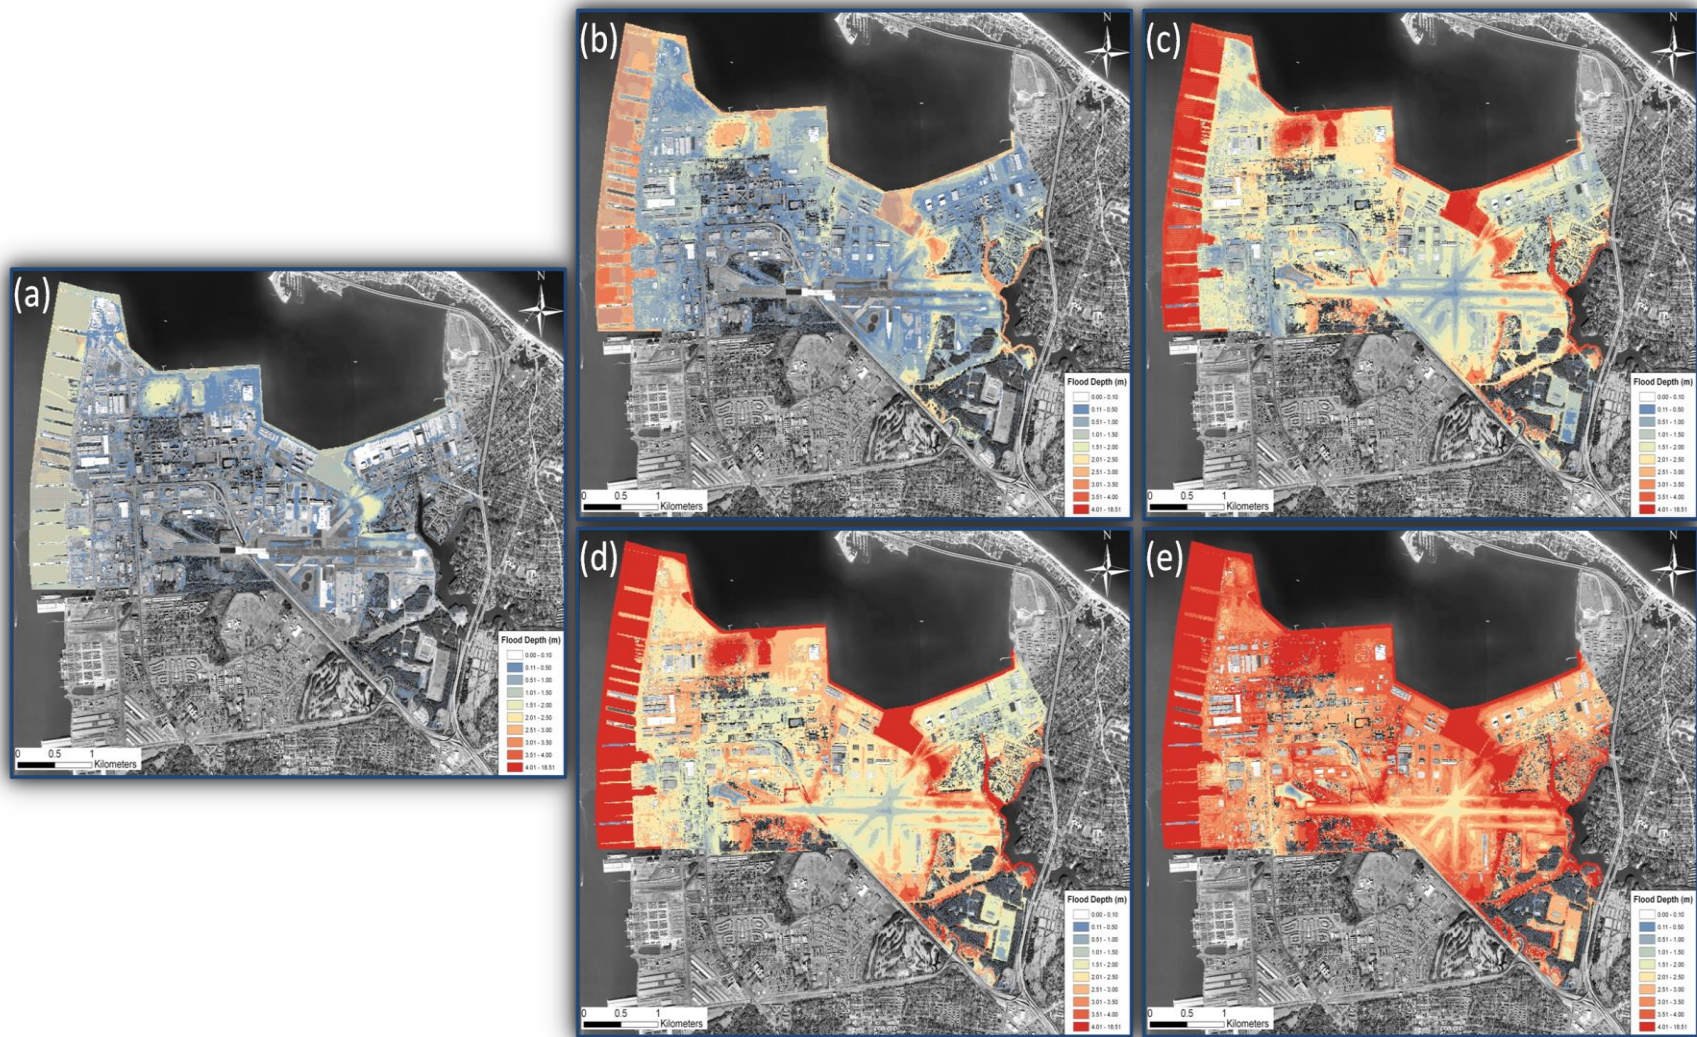 (a)
N
Flood Depth (m)
0.00 - 0.10
0.11 - 0.50
0.51 - 1.00
1.01 - 1.50
1.51 - 2.00
2.01 - 2.50
2.51 - 3.00
3.01 - 3.50
3.51 - 4.00
4.01 - 18.51
0 0.5 1
Kilometers
(b)
N
Flood Depth (m)
0.00 - 0.10
0.11 - 0.50
0.51 - 1.00
1.01 - 1.50
1.51 - 2.00
2.01 - 2.50
2.51 - 3.00
3.01 - 3.50
3.51 - 4.00
4.01 - 18.51
0 0.5 1
Kilometers
(c)
N
Flood Depth (m)
0.00 - 0.10
0.11 - 0.50
0.51 - 1.00
1.01 - 1.50
1.51 - 2.00
2.01 - 2.50
2.51 - 3.00
3.01 - 3.50
3.51 - 4.00
4.01 - 18.51
0 0.5 1
Kilometers
(d)
N
Flood Depth (m)
0.00 - 0.10
0.11 - 0.50
0.51 - 1.00
1.01 - 1.50
1.51 - 2.00
2.01 - 2.50
2.51 - 3.00
3.01 - 3.50
3.51 - 4.00
4.01 - 18.51
0 0.5 1
Kilometers
(e)
N
Flood Depth (m)
0.00 - 0.10
0.11 - 0.50
0.51 - 1.00
1.01 - 1.50
1.51 - 2.00
2.01 - 2.50
2.51 - 3.00
3.01 - 3.50
3.51 - 4.00
4.01 - 18.51
0 0.5 1
Kilometers